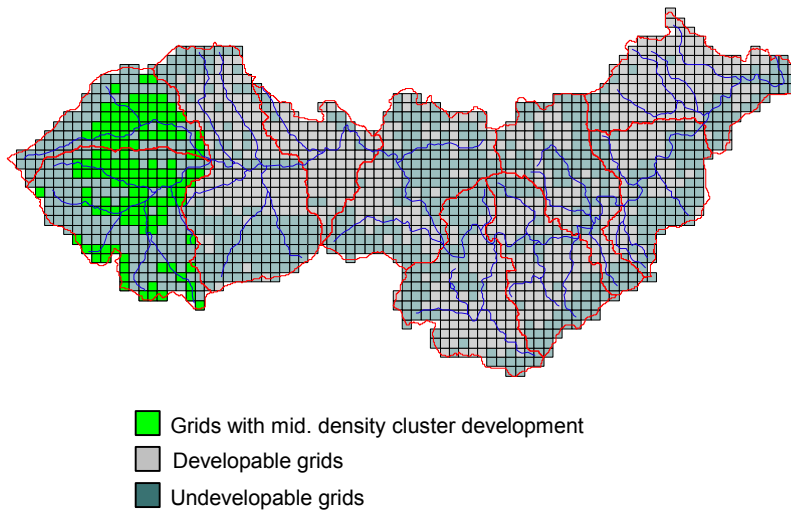 Grids with mid. density cluster development
Developable grids
Undevelopable grids